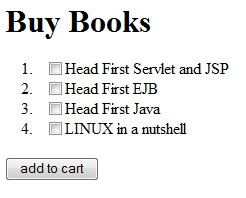 Buy Books
1. Head First Servlet and JSP
2. Head First EJB
3. Head First Java
4. LINUX in a nutshell
add to cart